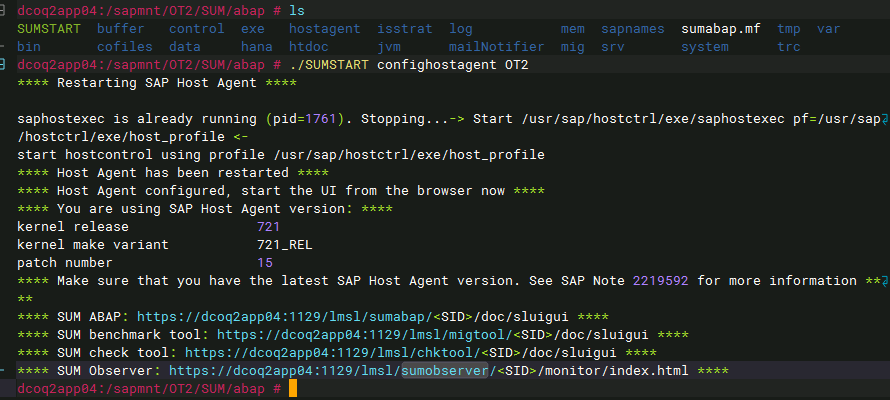 dcoq2app04:/sapmnt/OT2/SUM/abap # ls
SUMSTART buffer control exe hostagent isstrat log mem sapnames sumabap.mf tmp var
bin cofiles data hana htdoc jvm mailNotifier mig srv system trc
dcoq2app04:/sapmnt/OT2/SUM/abap # ./SUMSTART confighostagent OT2
**** Restarting SAP Host Agent ****
saphostexec is already running (pid=1761). Stopping...-> Start /usr/sap/hostctrl/exe/saphostexec pf=/usr/sap
/hostctrl/exe/host_profile <-
start hostcontrol using profile /usr/sap/hostctrl/exe/host_profile
**** Host Agent has been restarted ****
**** Host Agent configured, start the UI from the browser now ****
**** You are using SAP Host Agent version: ****
kernel release 721
kernel make variant 721_REL
patch number 15
**** Make sure that you have the latest SAP Host Agent version. See SAP Note 2219592 for more information **
**
**** SUM ABAP: https://dcoq2app04:1129/lmsl/sumabap/<SID>/doc/sluigui ****
**** SUM benchmark tool: https://dcoq2app04:1129/lmsl/migtool/<SID>/doc/sluigui ****
**** SUM check tool: https://dcoq2app04:1129/lmsl/chktool/<SID>/doc/sluigui ****
**** SUM Observer: https://dcoq2app04:1129/lmsl/sumobserver/<SID>/monitor/index.html ****
dcoq2app04:/sapmnt/OT2/SUM/abap #